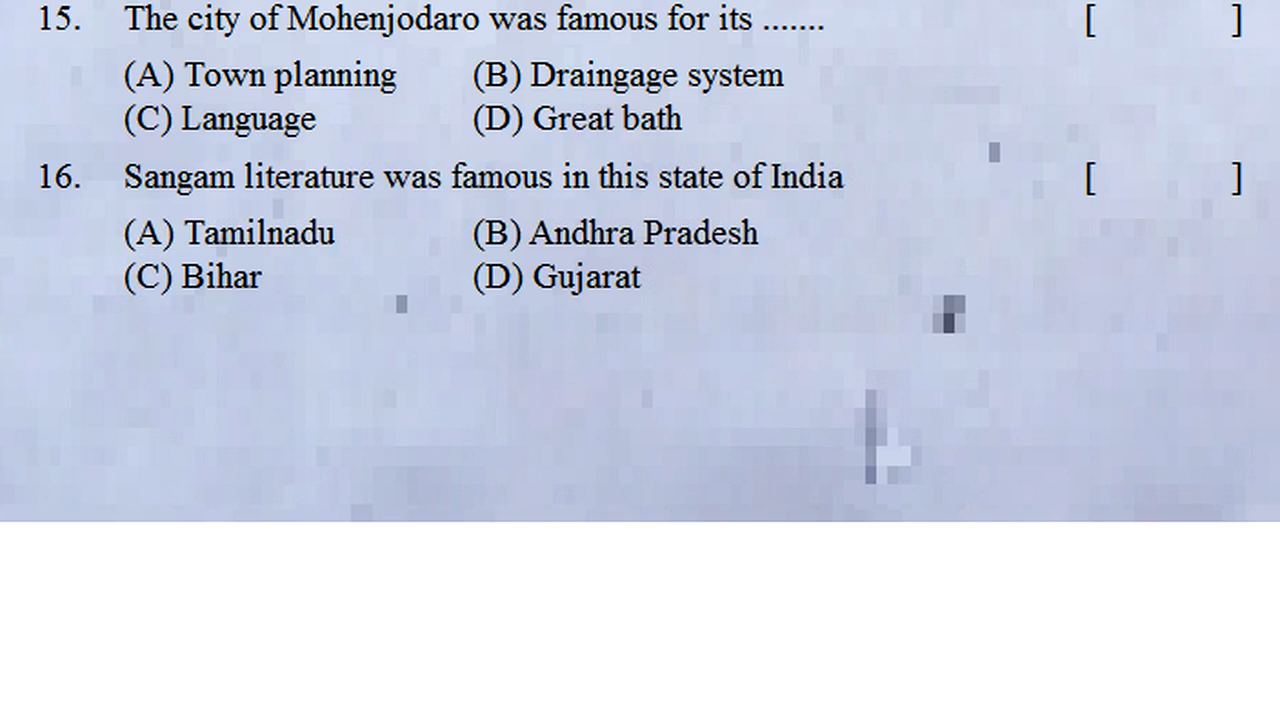 15. The city of Mohenjodaro was famous for its ....... [ ]
(A) Town planning (B) Draingage system
(C) Language (D) Great bath
16. Sangam literature was famous in this state of India [ ]
(A) Tamilnadu (B) Andhra Pradesh
(C) Bihar (D) Gujarat